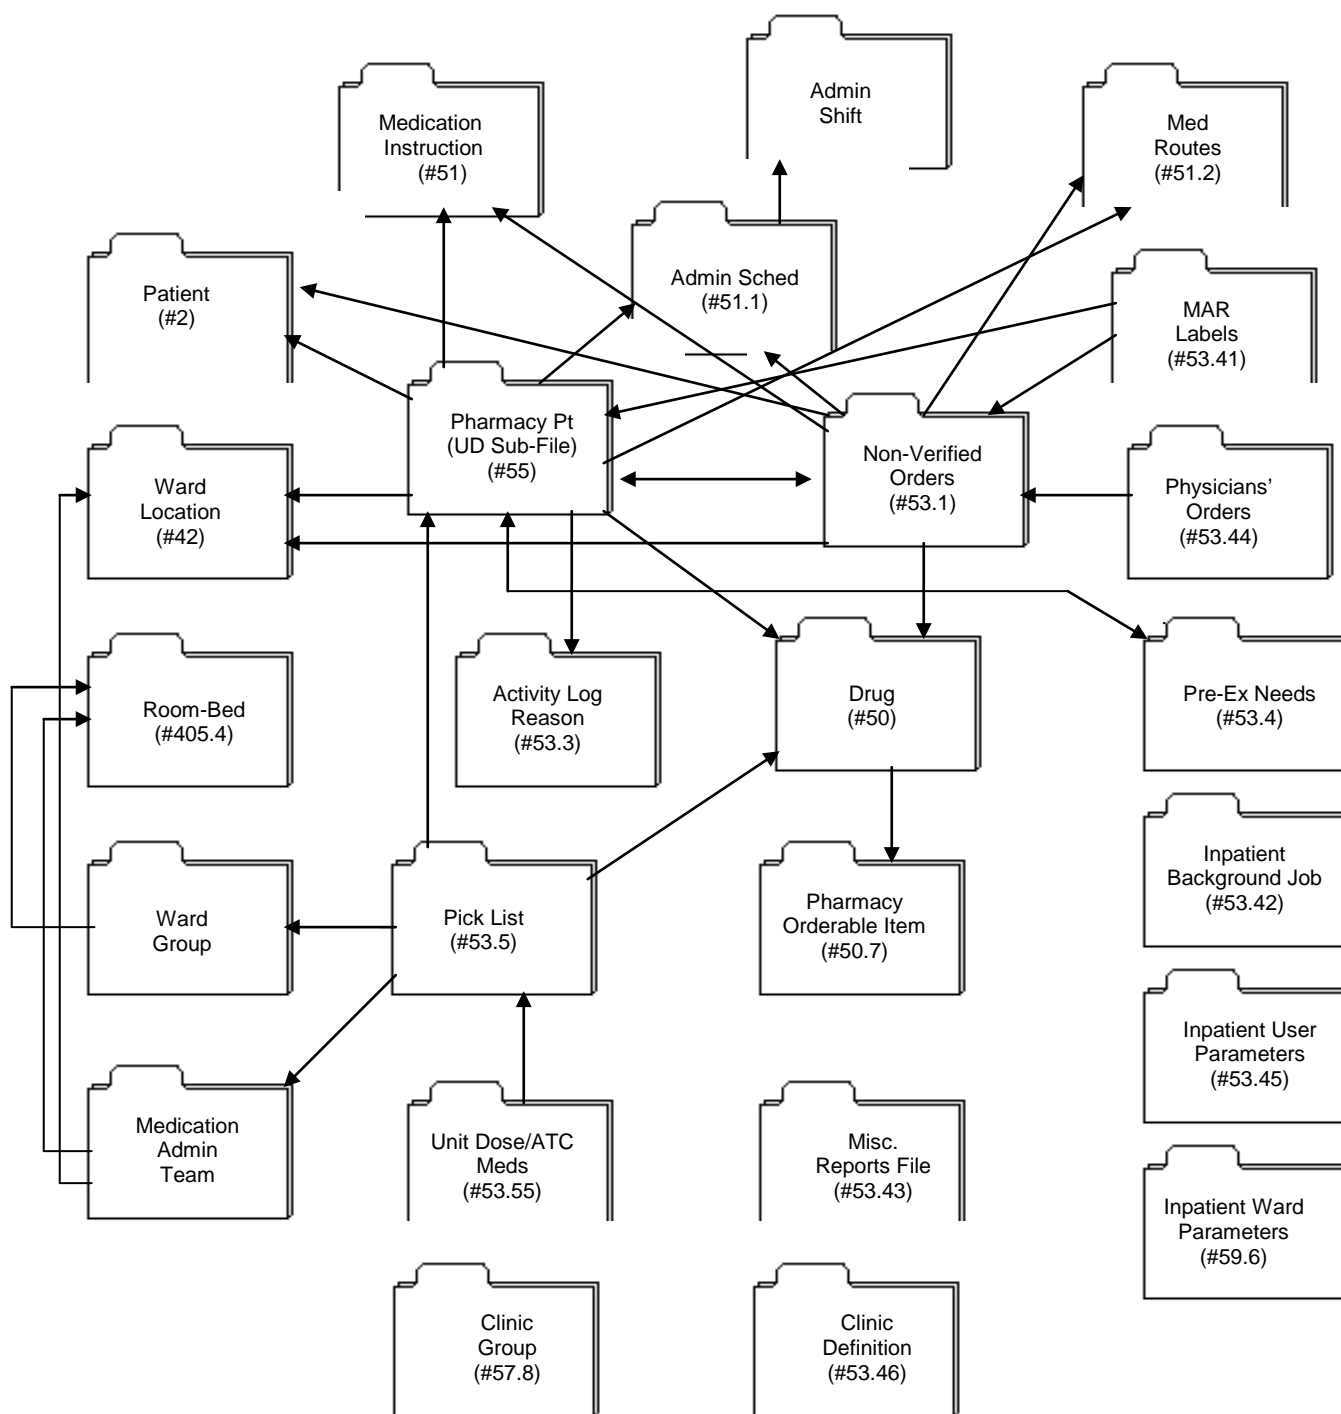 Admin
Shift
Medication
Instruction
(#51)
Med
Routes
(#51.2)
Patient
(#2)
Admin Sched
(#51.1)
MAR
Labels
(#53.41)
Pharmacy Pt
(UD Sub-File)
(#55)
Non-Verified
Orders
(#53.1)
Ward
Location
(#42)
Physicians’
Orders
(#53.44)
Room-Bed
(#405.4)
Activity Log
Reason
(#53.3)
Drug
(#50)
Pre-Ex Needs
(#53.4)
Ward
Group
Pick List
(#53.5)
Pharmacy
Orderable Item
(#50.7)
Inpatient
Background Job
(#53.42)
Inpatient User
Parameters
(#53.45)
Medication
Admin
Team
Unit Dose/ATC
Meds
(#53.55)
Misc.
Reports File
(#53.43)
Inpatient Ward
Parameters
(#59.6)
Clinic
Group
(#57.8)
Clinic
Definition
(#53.46)